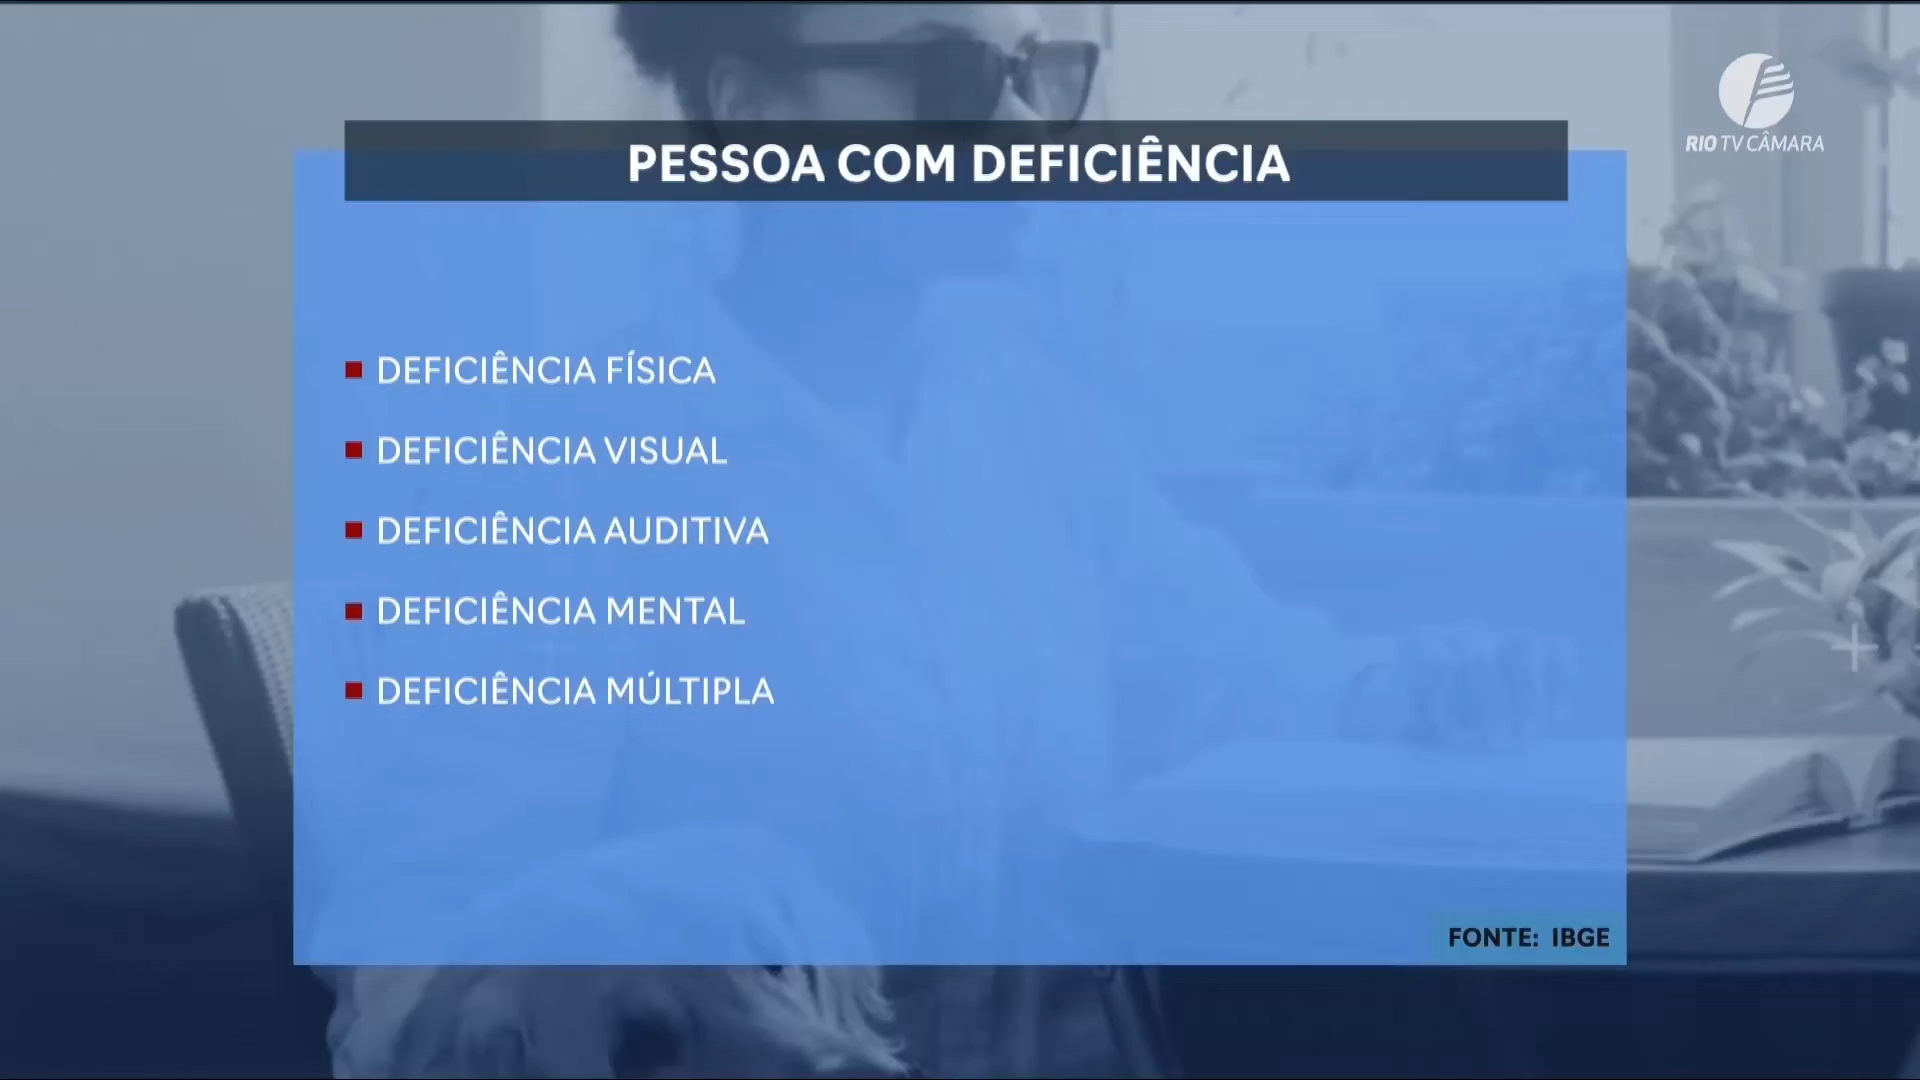 RIO TV CÂMARA
PESSOA COM DEFICIÊNCIA
DEFICIÊNCIA FÍSICA
DEFICIÊNCIA VISUAL
DEFICIÊNCIA AUDITIVA
DEFICIÊNCIA MENTAL
DEFICIÊNCIA MÚLTIPLA
FONTE: IBGE